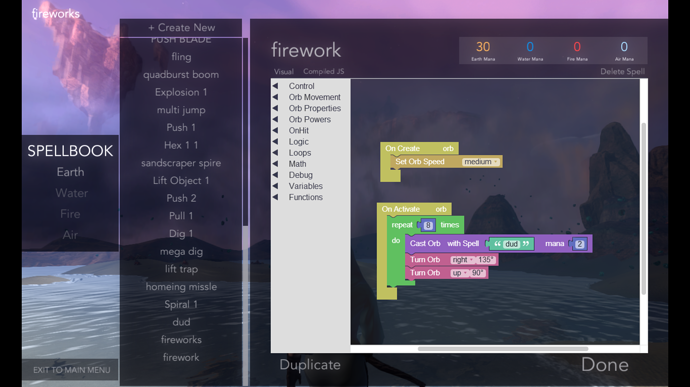 fireworks
+ Create New
PUSH BLADE
fling
quadburst boom
Explosion 1
multi jump
Push 1
Hex 1 1
sandscraper spire
Lift Object 1
Push 2
Pull 1
Dig 1
mega dig
lift trap
homeing missle
Spiral 1
dud
fireworks
firework
SPELLBOOK
Earth
Water
Fire
Air
EXIT TO MAIN MENU
firework
30 0 0 0
Earth Mana Water Mana Fire Mana Air Mana
Visual Compiled JS Delete Spell
Control
Orb Movement
Orb Properties
Orb Powers
OnHit
Logic
Loops
Math
Debug
Variables
Functions
On Create orb
Set Orb Speed medium
On Activate orb
repeat 8 times
do Cast Orb with Spell “ dud ” mana 2
Turn Orb right 135°
Turn Orb up 90°
Duplicate Done